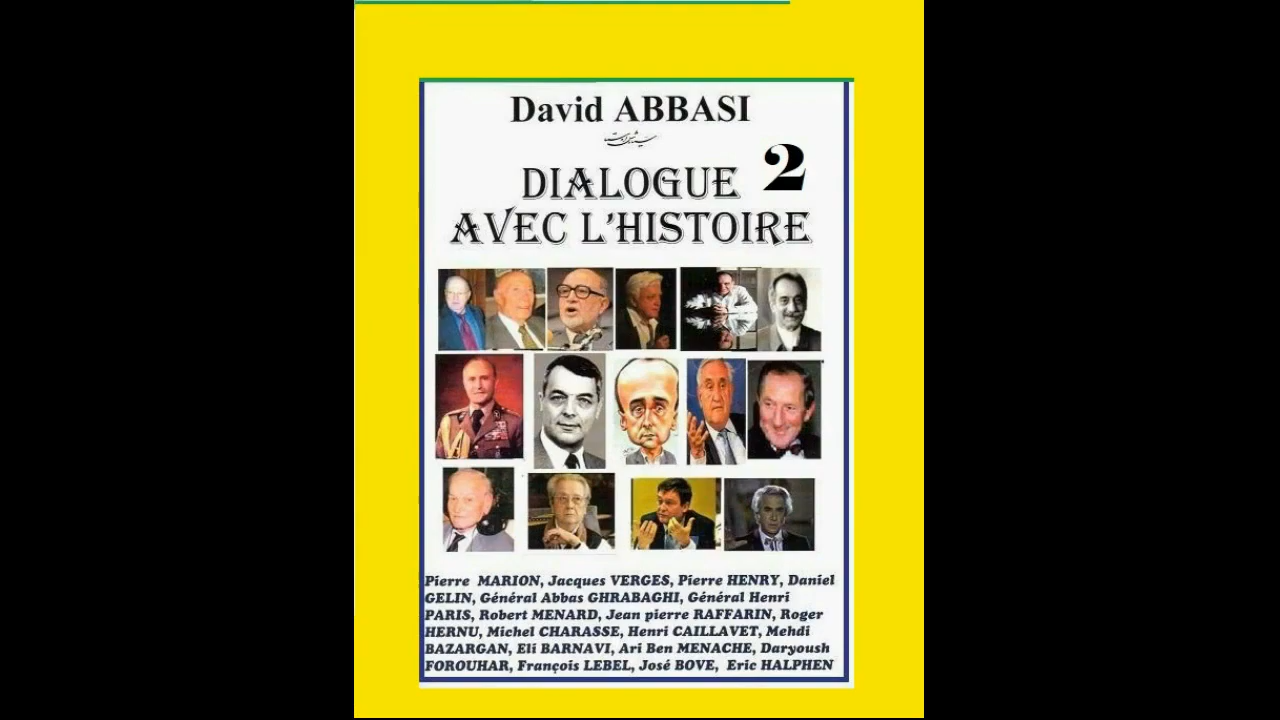 David ABBASI
DIALOGUE 2
AVEC L'HISTOIRE
Pierre MARION, Jacques VERGES, Pierre HENRY, Daniel
GELIN, Général Abbas GHRABAGHI, Général Henri
PARIS, Robert MENARD, Jean pierre RAFFARIN, Roger
HERNU, Michel CHARASSE, Henri CAILLAVET, Mehdi
BAZARGAN, Eli BARNAVI, Ari Ben MENACHE, Daryoush
FOROUHAR, François LEBEL, José BOVE, Eric HALPHEN